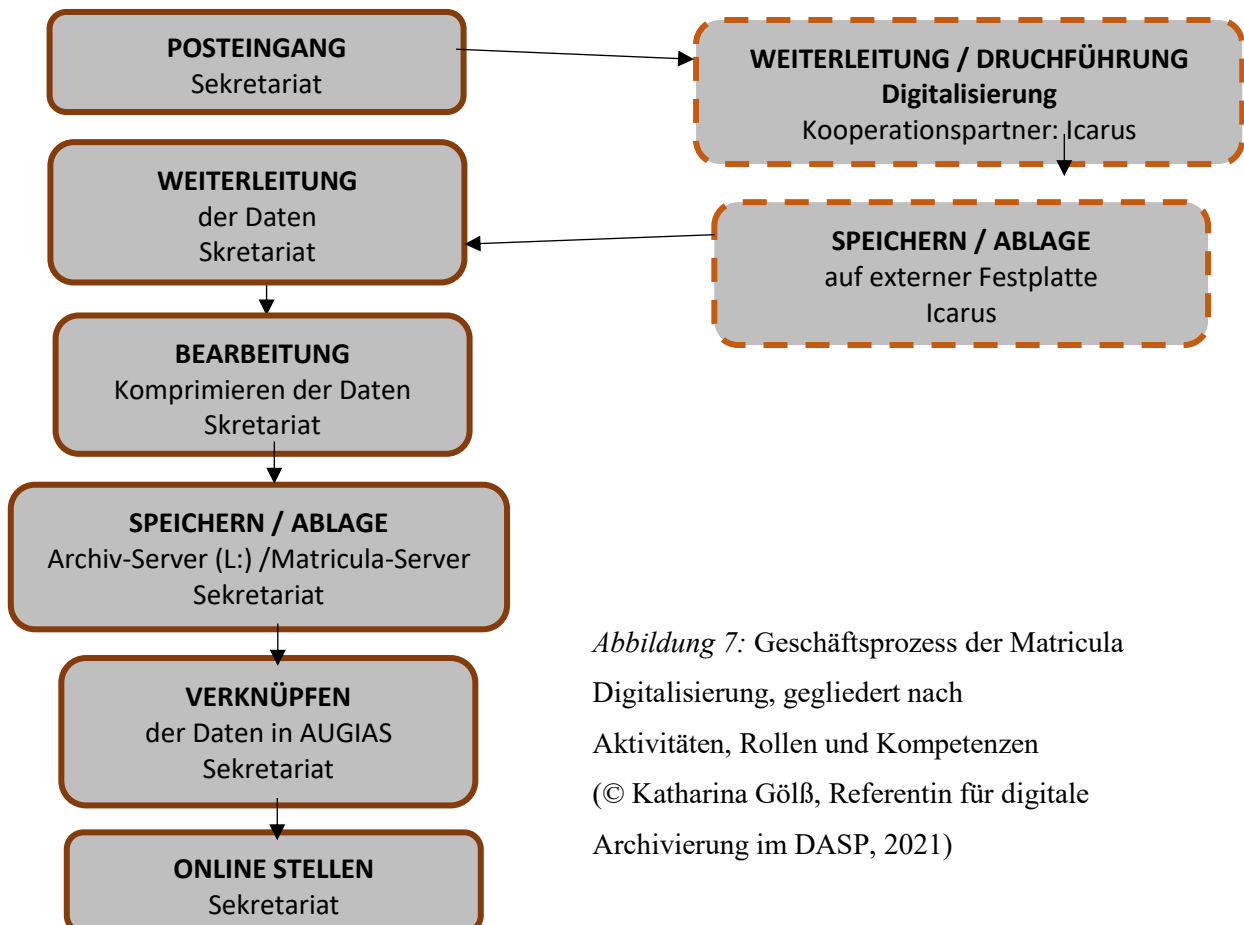 POSTEINGANG
Sekretariat
WEITERLEITUNG / DRUCHFÜHRUNG
Digitalisierung
Kooperationspartner: Icarus
SPEICHERN / ABLAGE
auf externer Festplatte
Icarus
WEITERLEITUNG
der Daten
Skretariat
BEARBEITUNG
Komprimieren der Daten
Skretariat
SPEICHERN / ABLAGE
Archiv-Server (L:) /Matricula-Server
Sekretariat
VERKNÜPFEN
der Daten in AUGIAS
Sekretariat
ONLINE STELLEN
Sekretariat
Abbildung 7: Geschäftsprozess der Matricula
Digitalisierung, gegliedert nach
Aktivitäten, Rollen und Kompetenzen
(© Katharina Gölß, Referentin für digitale
Archivierung im DASP, 2021)